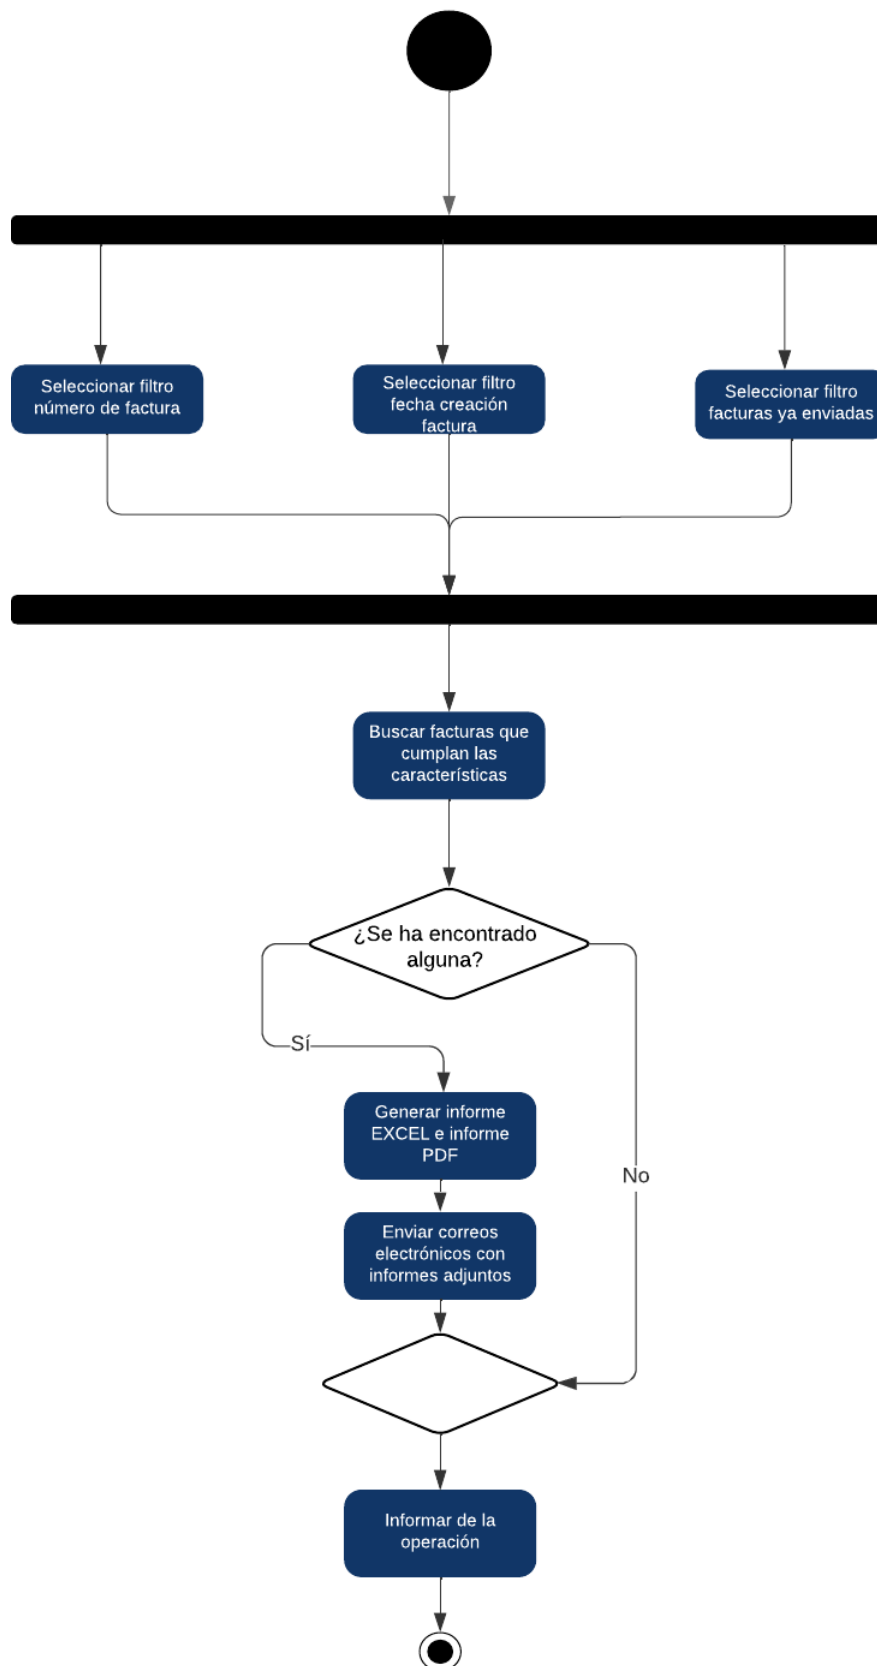 Seleccionar filtro
número de factura
Seleccionar filtro
fecha creación
factura
Seleccionar filtro
facturas ya enviadas
Buscar facturas que
cumplan las
característíficas
¿Se ha encontrado
alguna?
Sí
Generar informe
EXCEL e informe
PDF
No
Enviar correos
electrónicos con
informes adjuntos
Informar de la
operación